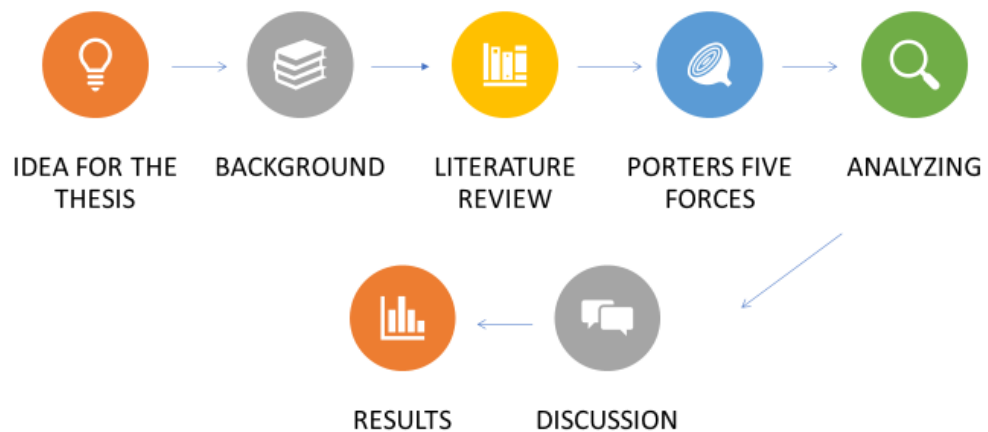 IDEA FOR THE
THESIS
BACKGROUND
LITERATURE
REVIEW
PORTERS FIVE
FORCES
ANALYZING
RESULTS
DISCUSSION